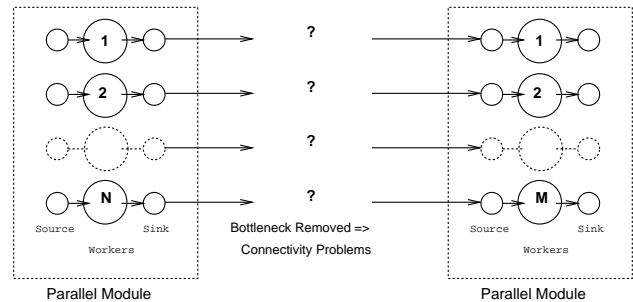 1 ? 1
2 ? 2
?
N ? M
Source Sink Bottleneck Removed => Source Sink
Workers Connectivity Problems Workers
Parallel Module Parallel Module